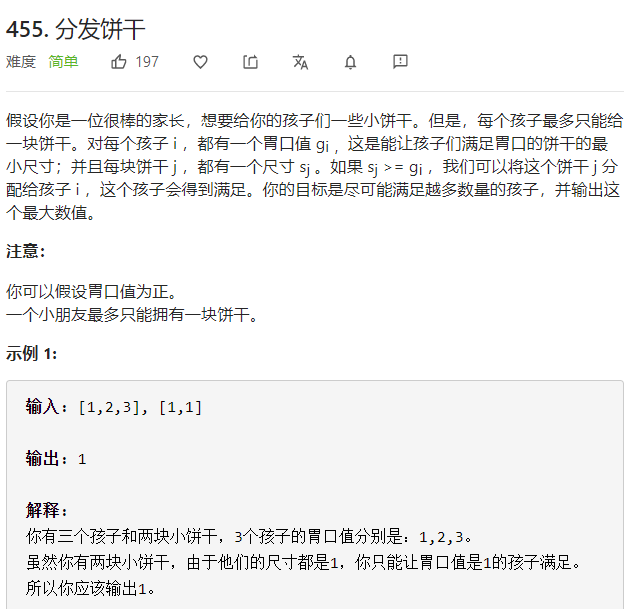 455. 分发饼干
难度 简单 197
假设你是一位很棒的家长，想要给你的孩子们一些小饼干。但是，每个孩子最多只能给
一块饼干。对每个孩子 i ，都有一个胃口值 gi ，这是能让孩子们满足胃口的饼干的最
小尺寸；并且每块饼干 j ，都有一个尺寸 sj 。如果 sj >= gi ，我们可以将这个饼干 j 分
配给孩子 i ，这个孩子会得到满足。你的目标是尽可能满足越多数量的孩子，并输出这
个最大数值。
注意：
你可以假设胃口值为正。
一个小朋友最多只能拥有一块饼干。
示例 1:
输入: [1,2,3], [1,1]
输出: 1
解释:
你有三个孩子和两块小饼干，3个孩子的胃口值分别是：1,2,3。
虽然你有两块小饼干，由于他们的尺寸都是1，你只能让胃口值是1的孩子满足。
所以你应该输出1。